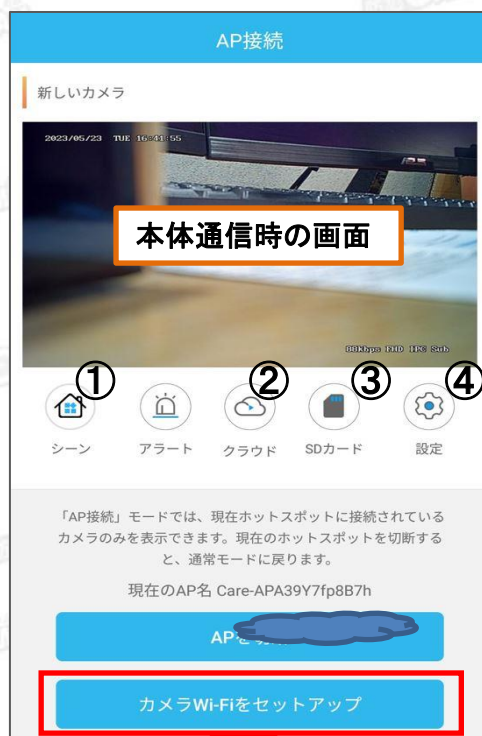 AP接続
新しいカメラ
2023/05/23 TUE 16:41:55
本体通信時の画面
① ② ③ ④
シーン アラート クラウド SDカード 設定
「AP接続」モードでは、現在ホットスポットに接続されている
カメラのみを表示できます。現在のホットスポットを切断する
と、通常モードに戻ります。
現在のAP名 Care-APA39Y7fp8B7h
APを
カメラWi-Fiをセットアップ